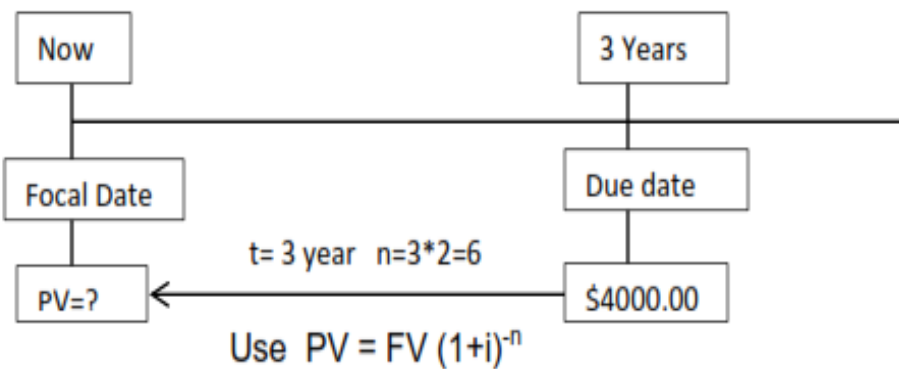 Now
3 Years
Focal Date
Due date
t= 3 year n=3*2=6
PV=?
$4000.00
Use PV = FV (1+i)⁻ⁿ